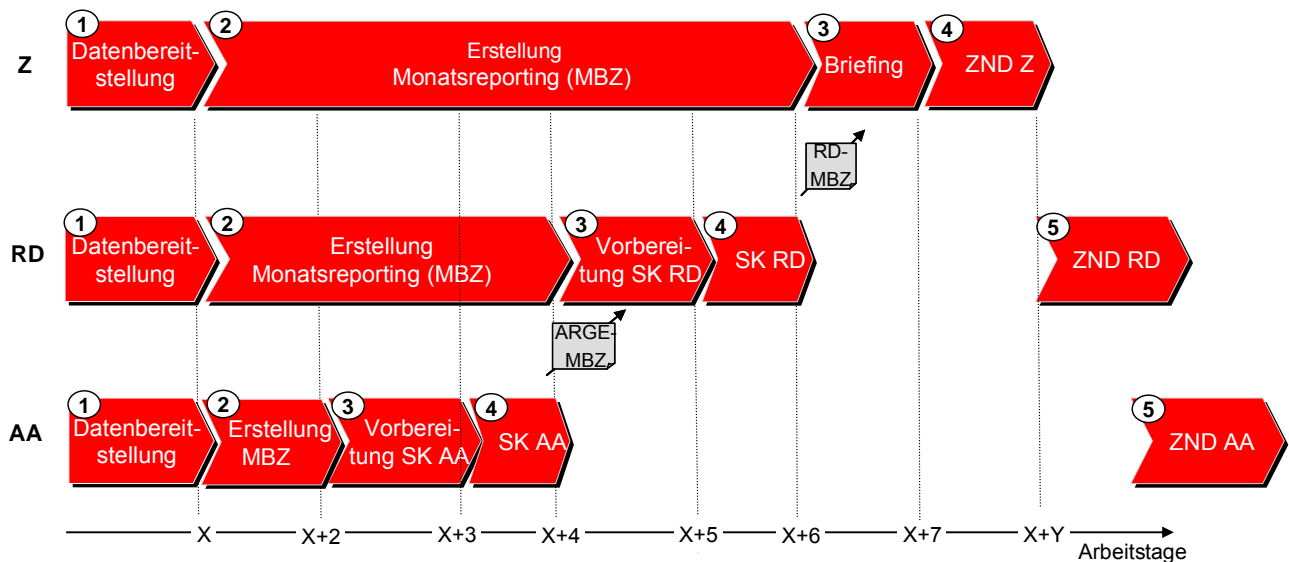 1
Datenbereit-
stellung
2
Erstellung
Monatsreporting (MBZ)
3
Briefing
4
ZND Z
Z
RD-
MBZ
1
Datenbereit-
stellung
2
Erstellung
Monatsreporting (MBZ)
3
Vorberei-
tung SK RD
4
SK RD
5
ZND RD
RD
ARGE-
MBZ
1
Datenbereit-
stellung
2
Erstellung
MBZ
3
Vorberei-
tung SK AA
4
SK AA
5
ZND AA
AA
X X+2 X+3 X+4 X+5 X+6 X+7 X+Y
Arbeitstage